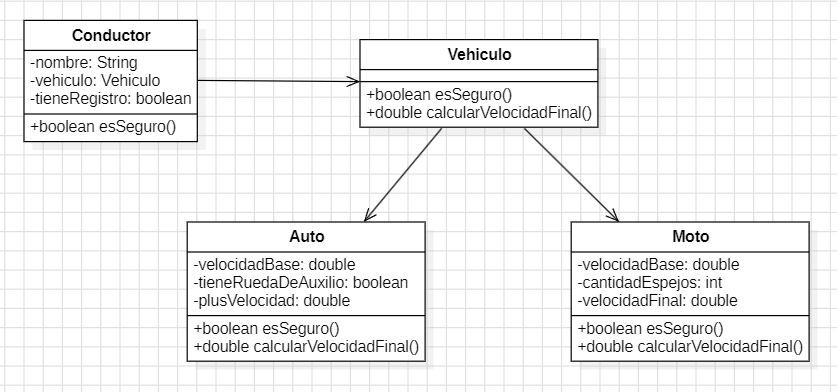 Conductor
-nombre: String
-vehiculo: Vehiculo
-tieneRegistro: boolean
+boolean esSeguro()
Vehiculo
+boolean esSeguro()
+double calcularVelocidadFinal()
Auto
-velocidadBase: double
-tieneRuedaDeAuxilio: boolean
-plusVelocidad: double
+boolean esSeguro()
+double calcularVelocidadFinal()
Moto
-velocidadBase: double
-cantidadEspejos: int
-velocidadFinal: double
+boolean esSeguro()
+double calcularVelocidadFinal()